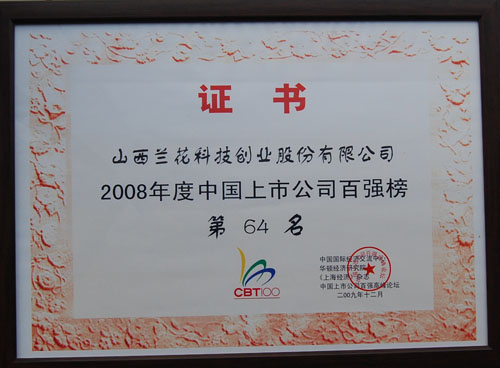 证 书
山西兰花科技创业股份有限公司
2008年度中国上市公司百强榜
第 64 名
CBT100
中国国际经济交流中心
华顿经济研究院
《上海经济》杂志
中国上市公司百强高峰论坛
二00九年十二月